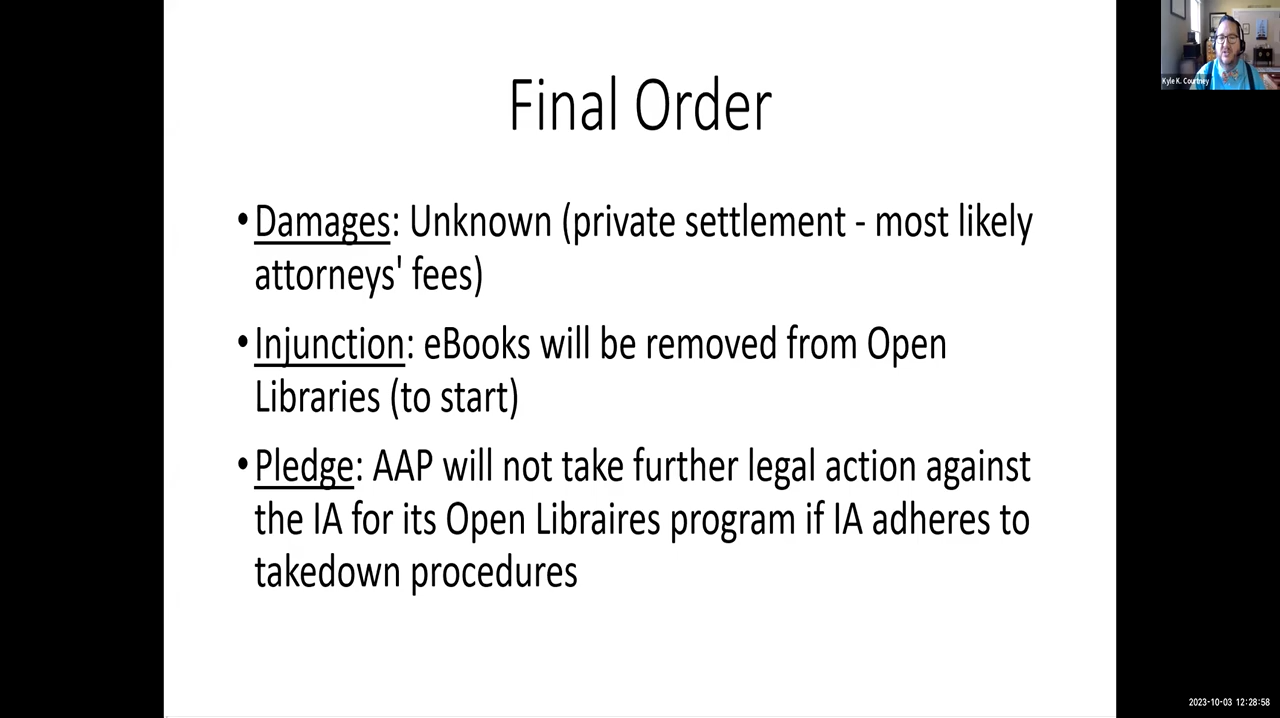 Final Order
• Damages: Unknown (private settlement - most likely
attorneys' fees)
• Injunction: eBooks will be removed from Open
Libraries (to start)
• Pledge: AAP will not take further legal action against
the IA for its Open Libraires program if IA adheres to
takedown procedures
Kyle K. Courtney
2023-10-03 12:28:58